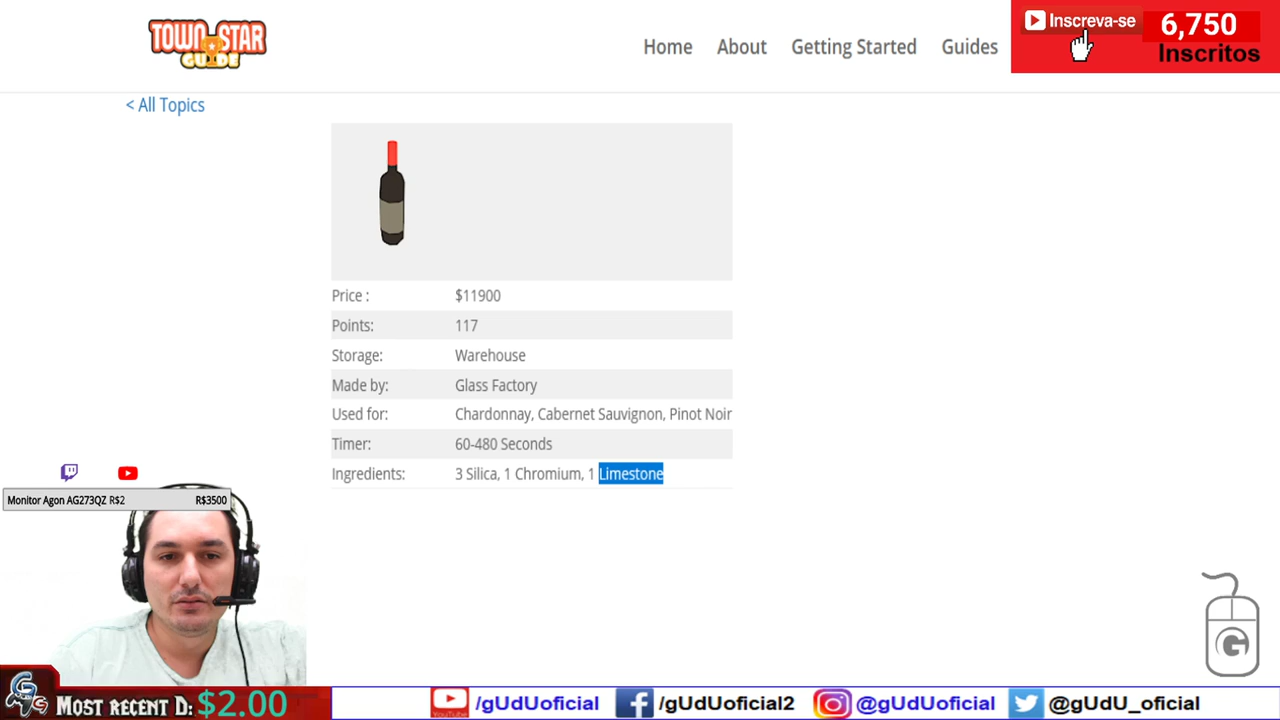 TOWN STAR
GUIDE
Home About Getting Started Guides
Inscreva-se 6,750
Inscritos
< All Topics
Price : $11900
Points: 117
Storage: Warehouse
Made by: Glass Factory
Used for: Chardonnay, Cabernet Sauvignon, Pinot Noir
Timer: 60-480 Seconds
Ingredients: 3 Silica, 1 Chromium, 1 Limestone
Monitor Agon AG273QZ R$2 R$3500
G
MOST RECENT D: $2.00
YouTube /gUdUoficial /gUdUoficial2 @gUdUoficial @gUdU_oficial